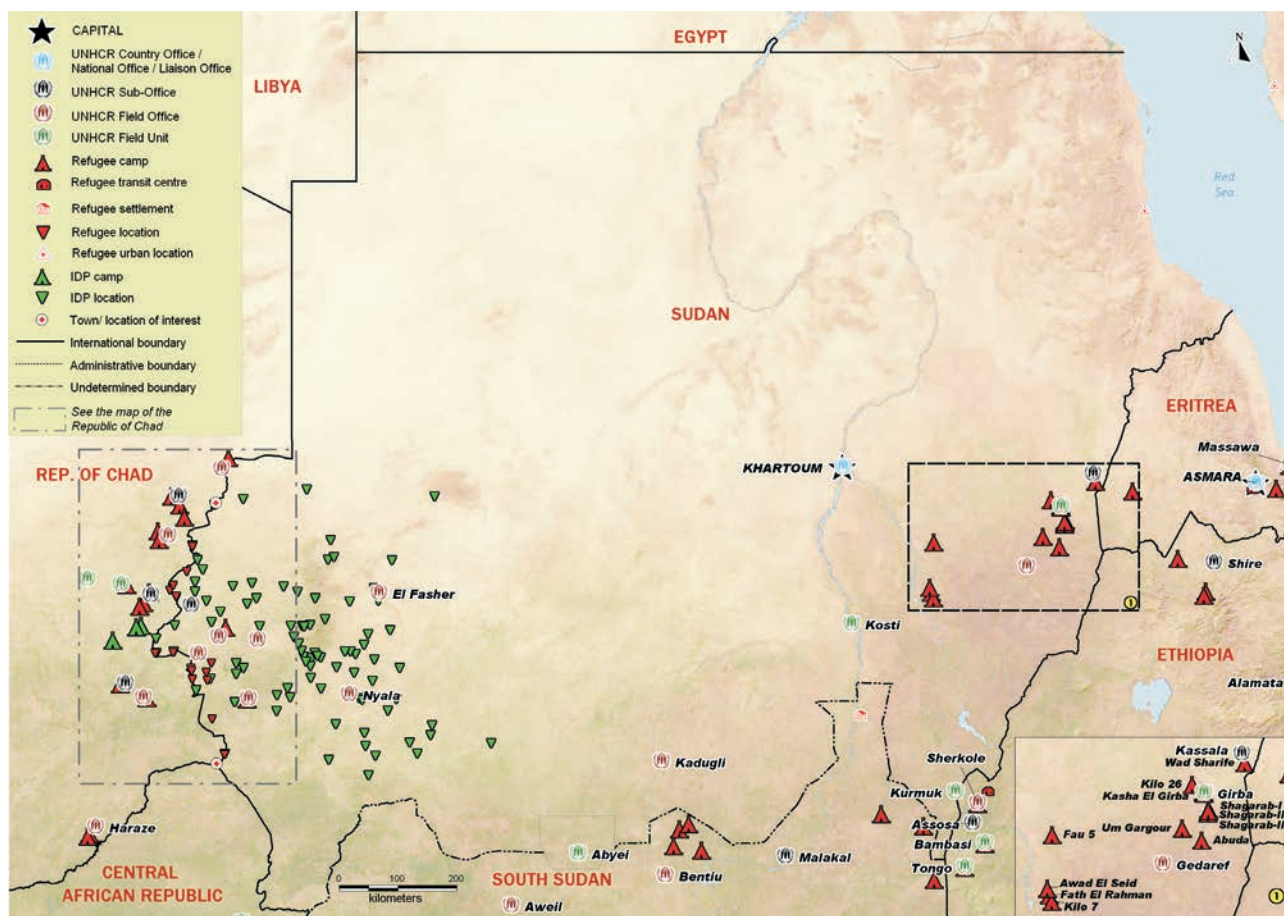 CAPITAL
UNHCR Country Office /
National Office / Liaison Office
UNHCR Sub-Office
UNHCR Field Office
UNHCR Field Unit
Refugee camp
Refugee transit centre
Refugee settlement
Refugee location
Refugee urban location
IDP camp
IDP location
Town/ location of interest
International boundary
Administrative boundary
Undetermined boundary
See the map of the
Republic of Chad
EGYPT
N
LIBYA
Red
Sea
SUDAN
ERITREA
Massawa
ASMARA
KHARTOUM
REP. OF CHAD
Shire
El Fasher
1
Kosti
ETHIOPIA
Alamata
Nyala
Sherkole
Kadugli
Kurmuk
Assosa
Bambasi
Tongo
Haraze
Abyei
Malakal
CENTRAL
AFRICAN REPUBLIC
0 100 200
kilometers
SOUTH SUDAN
Bentiu
Aweil
Kassala
Wad Sharife
Kilo 26
Kasha El Girba
Girba
Shagarab-I
Shagarab-II
Shagarab-II
Um Gargour
Fau 5
Abuda
Gedaref
Awad El Seid
Fath El Rahman
Kilo 7
1